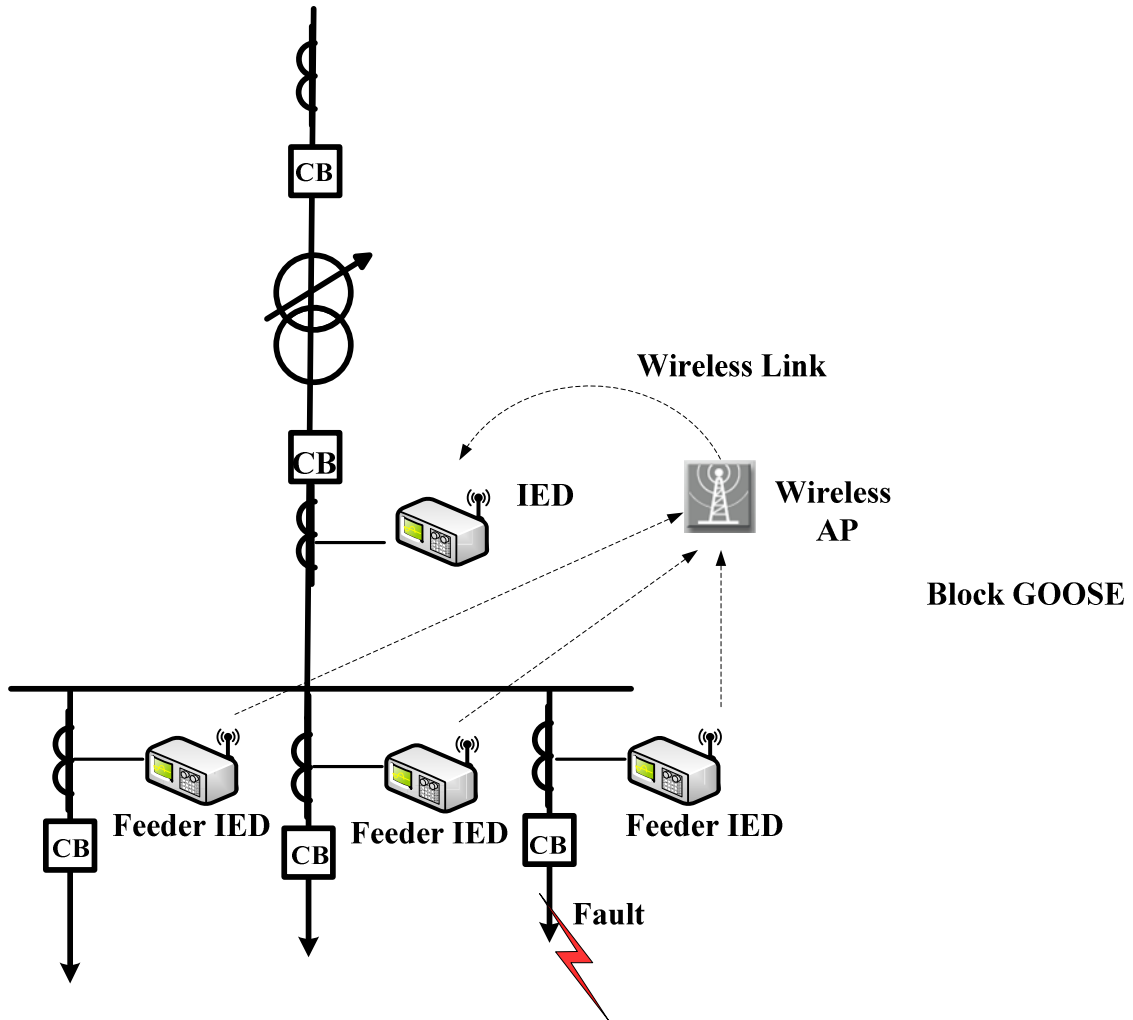 CB
Wireless Link
CB
IED
Wireless
AP
Block GOOSE
Feeder IED
Feeder IED
Feeder IED
CB
CB
CB
Fault